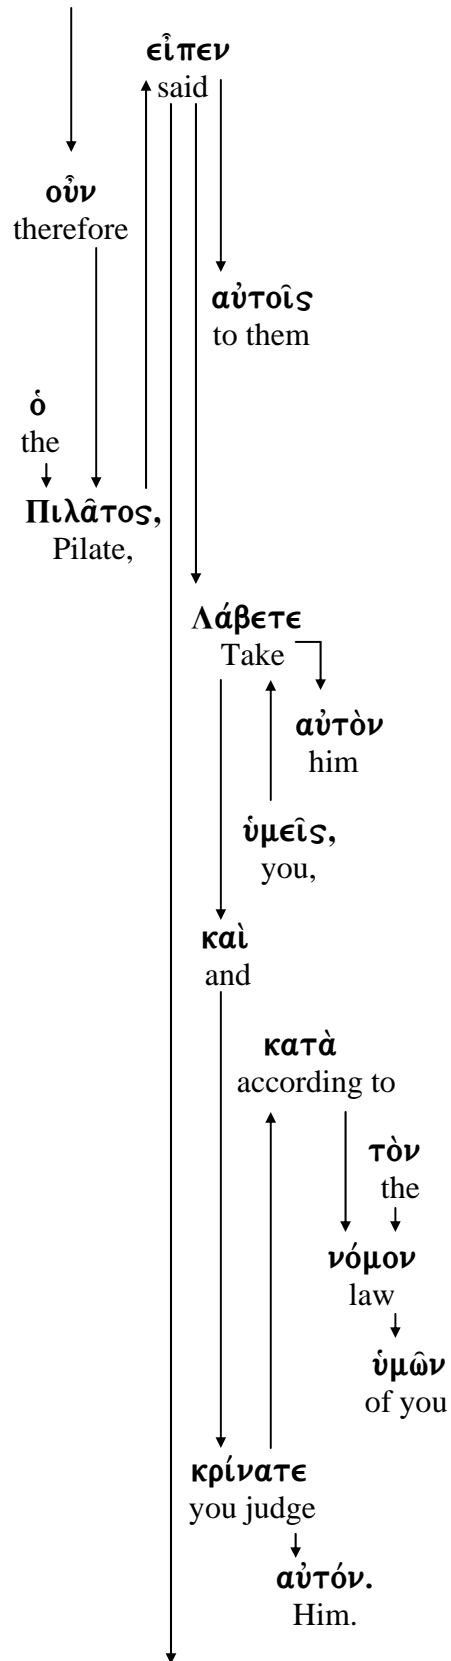 εἶπεν
said
οὖν
therefore
αὐτοῖς
to them
ὁ
the
Πιλᾶτος,
Pilate,
Λάβετε
Take
αὐτὸν
him
ὑμεῖς,
you,
καὶ
and
κατὰ
according to
τὸν
the
νόμον
law
ὑμῶν
of you
κρίνατε
you judge
αὐτόν.
Him.